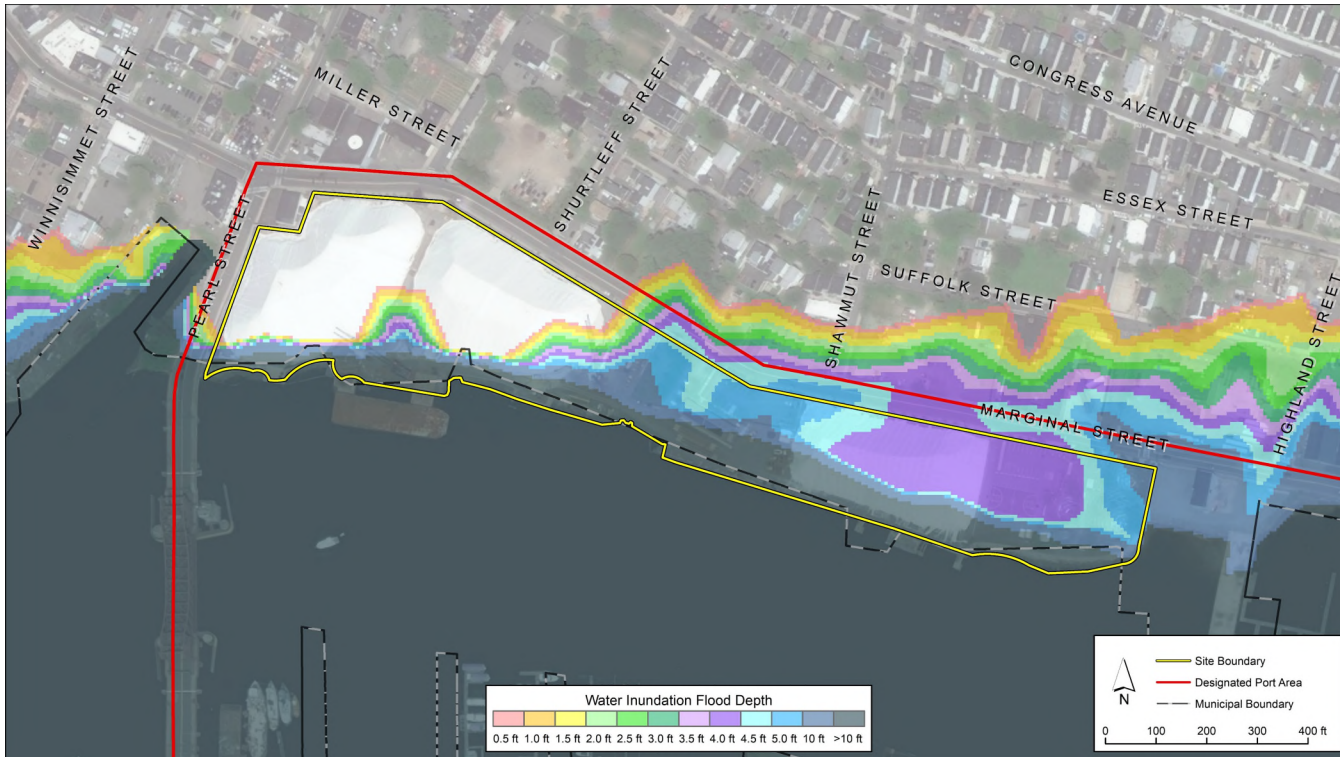 WINNISIMMET STREET
MILLER STREET
SHURTLEFF STREET
CONGRESS AVENUE
ESSEX STREET
PEARL STREET
SHAWMUT STREET
SUFFOLK STREET
HIGHLAND STREET
MARGINAL STREET
Water Inundation Flood Depth
0.5 ft 1.0 ft 1.5 ft 2.0 ft 2.5 ft 3.0 ft 3.5 ft 4.0 ft 4.5 ft 5.0 ft 10 ft >10 ft
N
Site Boundary
Designated Port Area
Municipal Boundary
0 100 200 300 400 ft